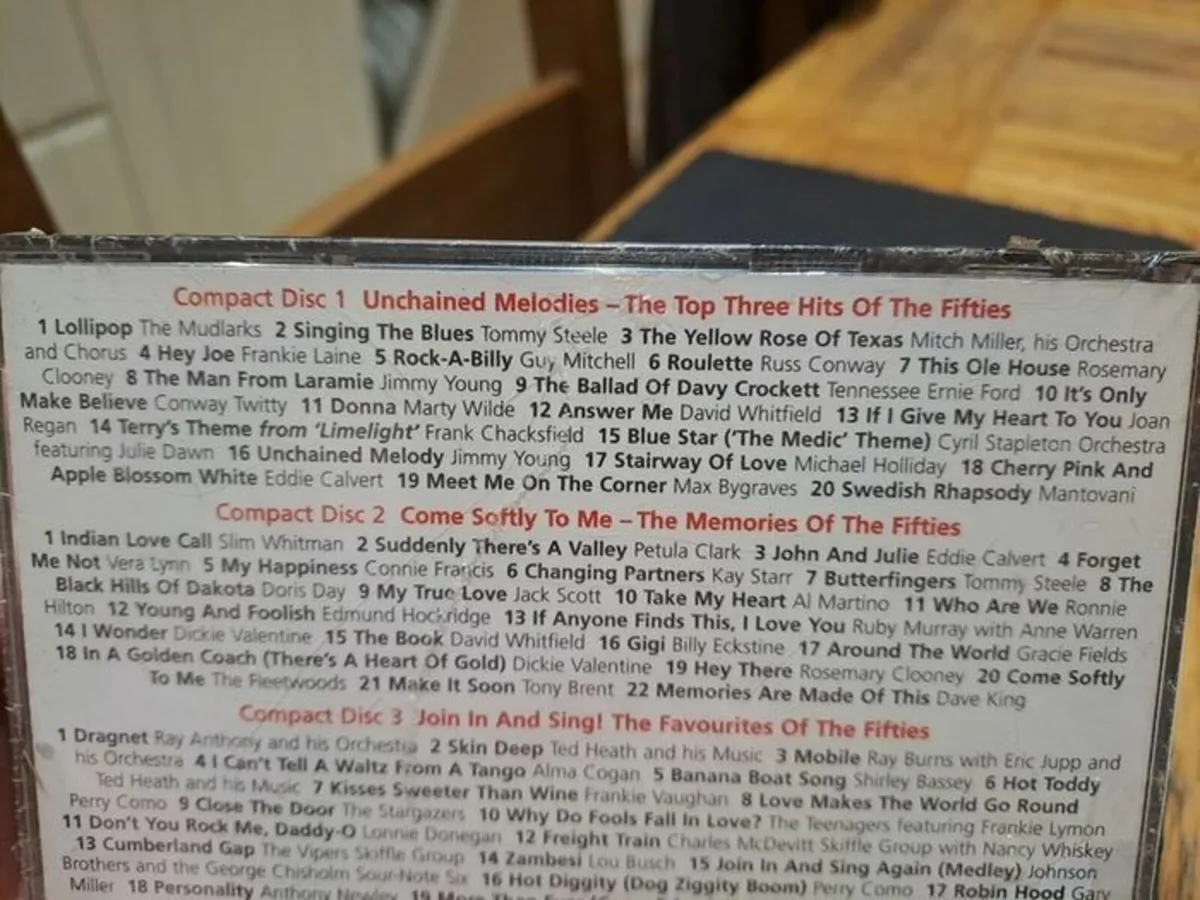 Compact Disc 1 Unchained Melodies – The Top Three Hits Of The Fifties
1 Lollipop The Mudlarks 2 Singing The Blues Tommy Steele 3 The Yellow Rose Of Texas Mitch Miller, his Orchestra
and Chorus 4 Hey Joe Frankie Laine 5 Rock-A-Billy Guy Mitchell 6 Roulette Russ Conway 7 This Ole House Rosemary
Clooney 8 The Man From Laramie Jimmy Young 9 The Ballad Of Davy Crockett Tennessee Ernie Ford 10 It's Only
Make Believe Conway Twitty 11 Donna Marty Wilde 12 Answer Me David Whitfield 13 If I Give My Heart To You Joan
Regan 14 Terry's Theme from 'Limelight' Frank Chacksfield 15 Blue Star ('The Medic' Theme) Cyril Stapleton Orchestra
featuring Julie Dawn 16 Unchained Melody Jimmy Young 17 Stairway Of Love Michael Holliday 18 Cherry Pink And
Apple Blossom White Eddie Calvert 19 Meet Me On The Corner Max Bygraves 20 Swedish Rhapsody Mantovani
Compact Disc 2 Come Softly To Me – The Memories Of The Fifties
1 Indian Love Call Slim Whitman 2 Suddenly There's A Valley Petula Clark 3 John And Julie Eddie Calvert 4 Forget
Me Not Vera Lynn 5 My Happiness Connie Francis 6 Changing Partners Kay Starr 7 Butterfingers Tommy Steele 8 The
Black Hills Of Dakota Doris Day 9 My True Love Jack Scott 10 Take My Heart Al Martino 11 Who Are We Ronnie
Hilton 12 Young And Foolish Edmund Hockridge 13 If Anyone Finds This, I Love You Ruby Murray with Anne Warren
14 I Wonder Dickie Valentine 15 The Book David Whitfield 16 Gigi Billy Eckstine 17 Around The World Gracie Fields
18 In A Golden Coach (There's A Heart Of Gold) Dickie Valentine 19 Hey There Rosemary Clooney 20 Come Softly
To Me The Fleetwoods 21 Make It Soon Tony Brent 22 Memories Are Made Of This Dave King
Compact Disc 3 Join In And Sing! The Favourites Of The Fifties
1 Dragnet Ray Anthony and his Orchestra 2 Skin Deep Ted Heath and his Music 3 Mobile Ray Burns with Eric Jupp and
his Orchestra 4 I Can't Tell A Waltz From A Tango Alma Cogan 5 Banana Boat Song Shirley Bassey 6 Hot Toddy
Ted Heath and his Music 7 Kisses Sweeter Than Wine Frankie Vaughan 8 Love Makes The World Go Round
Perry Como 9 Close The Door The Stargazers 10 Why Do Fools Fall In Love? The Teenagers featuring Frankie Lymon
11 Don't You Rock Me, Daddy-O Lonnie Donegan 12 Freight Train Charles McDevitt Skiffle Group with Nancy Whiskey
13 Cumberland Gap The Vipers Skiffle Group 14 Zambesi Lou Busch 15 Join In And Sing Again (Medley) Johnson
Brothers and the George Chisholm Sour-Note Six 16 Hot Diggity (Dog Ziggity Boom) Perry Como 17 Robin Hood Gary
Miller 18 Personality Anthony Newley 19 More Than Ever